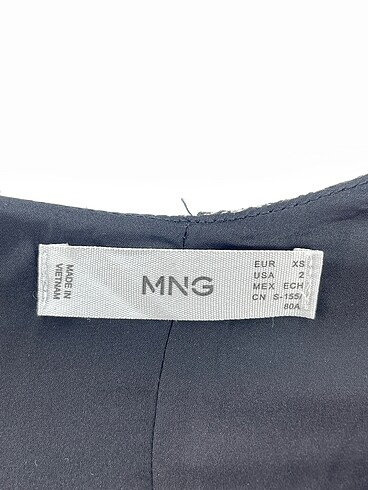 MADE IN
VIETNAM
MNG
EUR XS
USA 2
MEX ECH
CN S-155/
80A